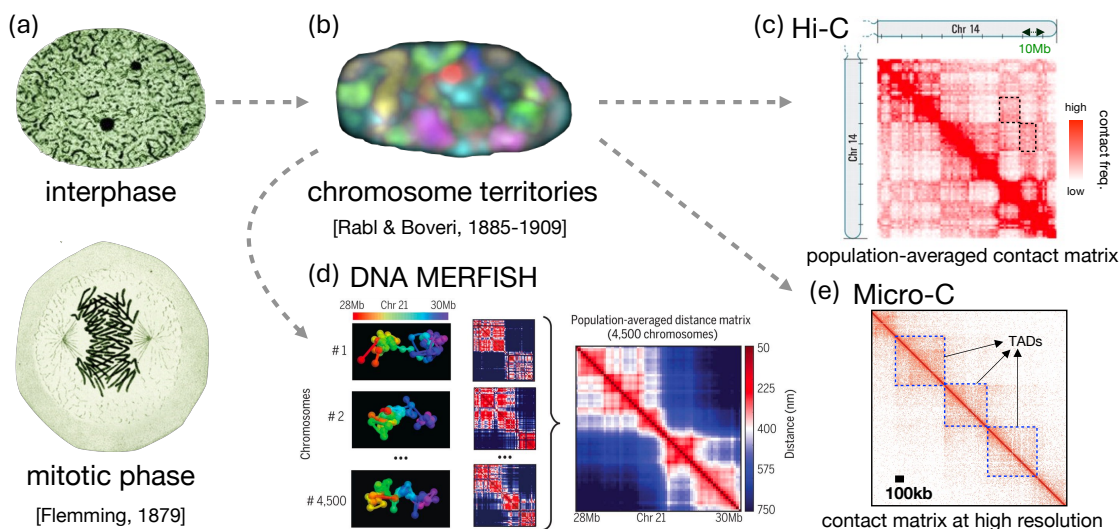 (a)
interphase
mitotic phase
[Flemming, 1879]
(b)
chromosome territories
[Rabl & Boveri, 1885-1909]
(c)
Hi-C
Chr 14
10Mb
Chr 14
high
low
contact freq.
population-averaged contact matrix
(d) DNA MERFISH
28Mb Chr 21 30Mb
Chromosomes
# 1
# 2
...
...
# 4,500
Population-averaged distance matrix
(4,500 chromosomes)
28Mb Chr 21 30Mb
50
225
400
575
750
Distance (nm)
(e) Micro-C
TADs
100kb
contact matrix at high resolution